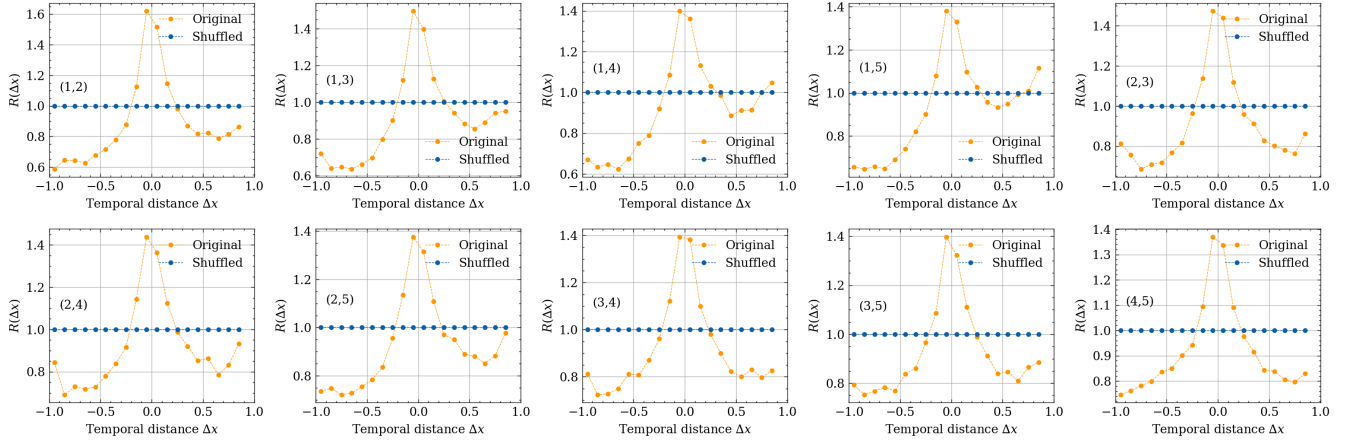 1.6
1.4
1.2
1.0
0.8
0.6
R(Δx)
(1,2)
Original
Shuffled
−1.0 −0.5 0.0 0.5 1.0
Temporal distance Δx
1.4
1.2
1.0
0.8
0.6
R(Δx)
(1,3)
Original
Shuffled
−1.0 −0.5 0.0 0.5 1.0
Temporal distance Δx
1.4
1.2
1.0
0.8
0.6
R(Δx)
(1,4)
Original
Shuffled
−1.0 −0.5 0.0 0.5 1.0
Temporal distance Δx
1.2
1.0
0.8
R(Δx)
(1,5)
Original
Shuffled
−1.0 −0.5 0.0 0.5 1.0
Temporal distance Δx
1.4
1.2
1.0
0.8
R(Δx)
(2,3)
Original
Shuffled
−1.0 −0.5 0.0 0.5 1.0
Temporal distance Δx
1.4
1.2
1.0
0.8
R(Δx)
(2,4)
Original
Shuffled
−1.0 −0.5 0.0 0.5 1.0
Temporal distance Δx
1.4
1.2
1.0
0.8
R(Δx)
(2,5)
Original
Shuffled
−1.0 −0.5 0.0 0.5 1.0
Temporal distance Δx
1.4
1.2
1.0
0.8
R(Δx)
(3,4)
Original
Shuffled
−1.0 −0.5 0.0 0.5 1.0
Temporal distance Δx
1.4
1.2
1.0
0.8
R(Δx)
(3,5)
Original
Shuffled
−1.0 −0.5 0.0 0.5 1.0
Temporal distance Δx
1.4
1.3
1.2
1.1
1.0
0.9
0.8
R(Δx)
(4,5)
Original
Shuffled
−1.0 −0.5 0.0 0.5 1.0
Temporal distance Δx